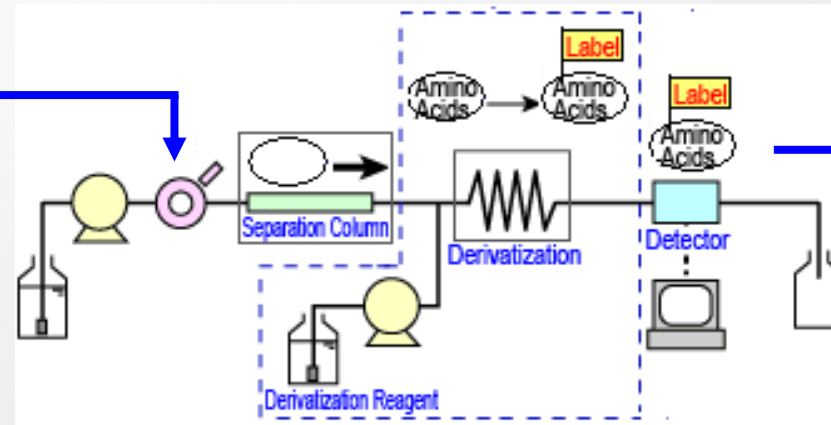 Label
Amino
Acids
Amino
Acids
Label
Amino
Acids
Separation Column
Derivatization
Detector
Derivatization Reagent